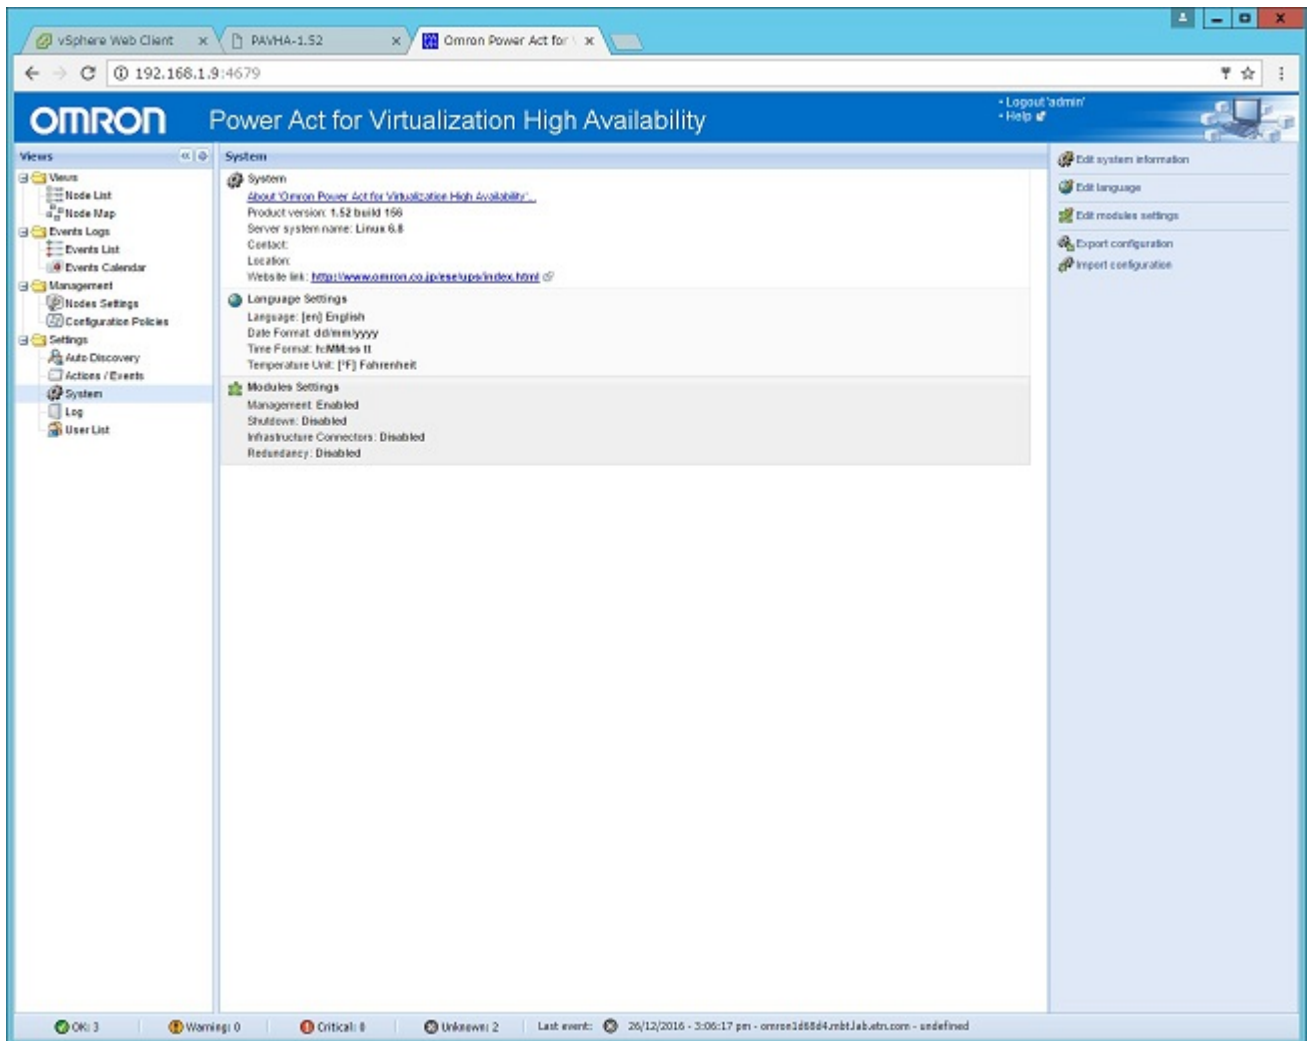 vSphere Web Client
PAVHA-1.52
Omron Power Act for V
192.168.1.9:4679
OMRON
Power Act for Virtualization High Availability
Logout 'admin'
Help
Views
Views
Node List
Node Map
Events Logs
Events List
Events Calendar
Management
Nodes Settings
Configuration Policies
Settings
Auto Discovery
Actions / Events
System
Log
User List
System
System
About 'Omron Power Act for Virtualization High Availability'...
Product version: 1.52 build 156
Server system name: Linux 6.8
Contact:
Location:
Website link: http://www.omron.co.jp/ese/ups/index.html
Language Settings
Language: [en] English
Date Format: dd/mm/yyyy
Time Format: h:MM:ss tt
Temperature Unit: [°F] Fahrenheit
Modules Settings
Management: Enabled
Shutdown: Disabled
Infrastructure Connectors: Disabled
Redundancy: Disabled
Edit system information
Edit language
Edit modules settings
Export configuration
Import configuration
OK: 3
Warning: 0
Critical: 0
Unknown: 2
Last event: 26/12/2016 - 3:06:17 pm - omron1d68d4.mbt.lab.etn.com - undefined